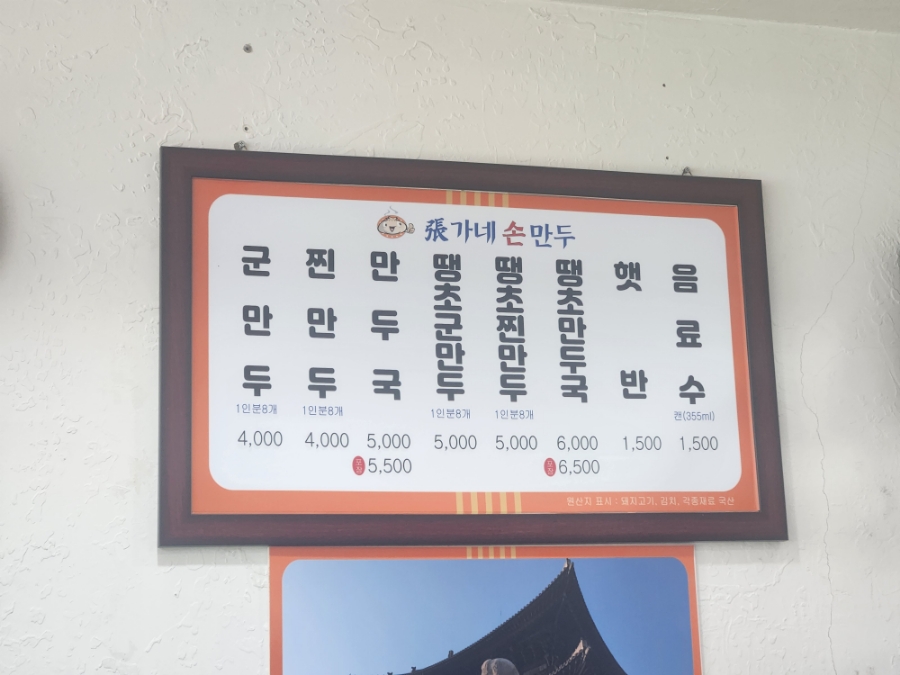 張가네 손만두
군만두 찐만두 만두국 땡초군만두 땡초찐만두 땡초만두국 햇반 음료수
1인분8개 1인분8개 1인분8개 1인분8개 캔(355ml)
4,000 4,000 5,000 5,000 5,000 6,000 1,500 1,500
포장 5,500 포장 6,500
원산지 표시 : 돼지고기, 김치, 각종재료 국산